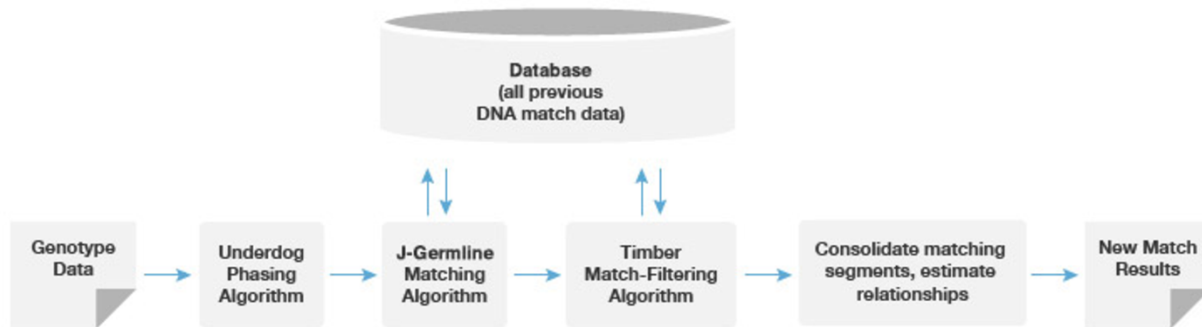 Database
(all previous
DNA match data)
Genotype
Data
Underdog
Phasing
Algorithm
J-Germline
Matching
Algorithm
Timber
Match-Filtering
Algorithm
Consolidate matching
segments, estimate
relationships
New Match
Results